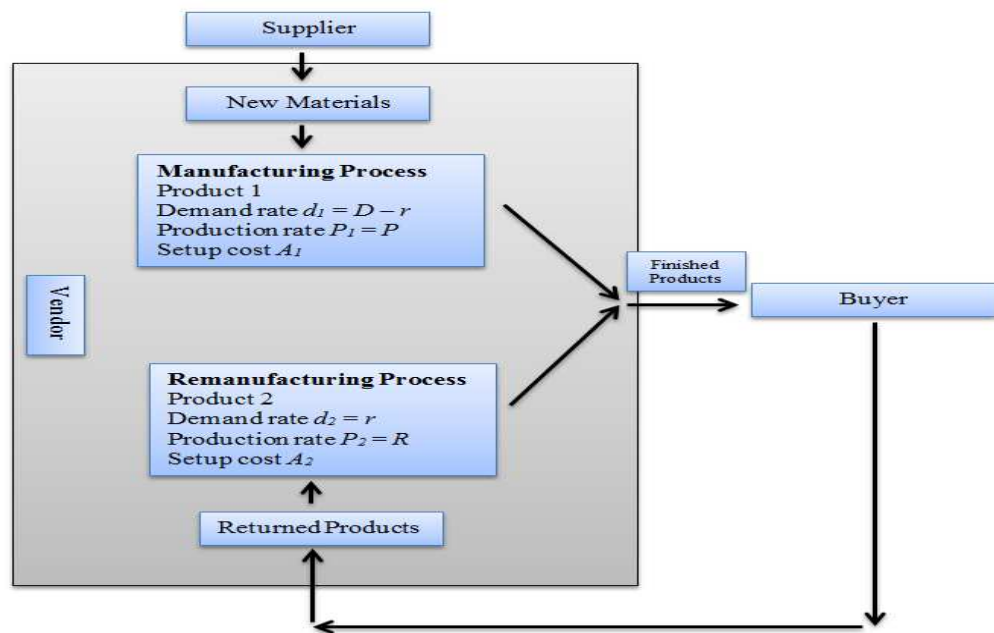 Supplier
New Materials
Manufacturing Process
Product 1
Demand rate d₁ = D – r
Production rate P₁ = P
Setup cost A₁
Finished
Products
Buyer
Vendor
Remanufacturing Process
Product 2
Demand rate d₂ = r
Production rate P₂ = R
Setup cost A₂
Returned Products